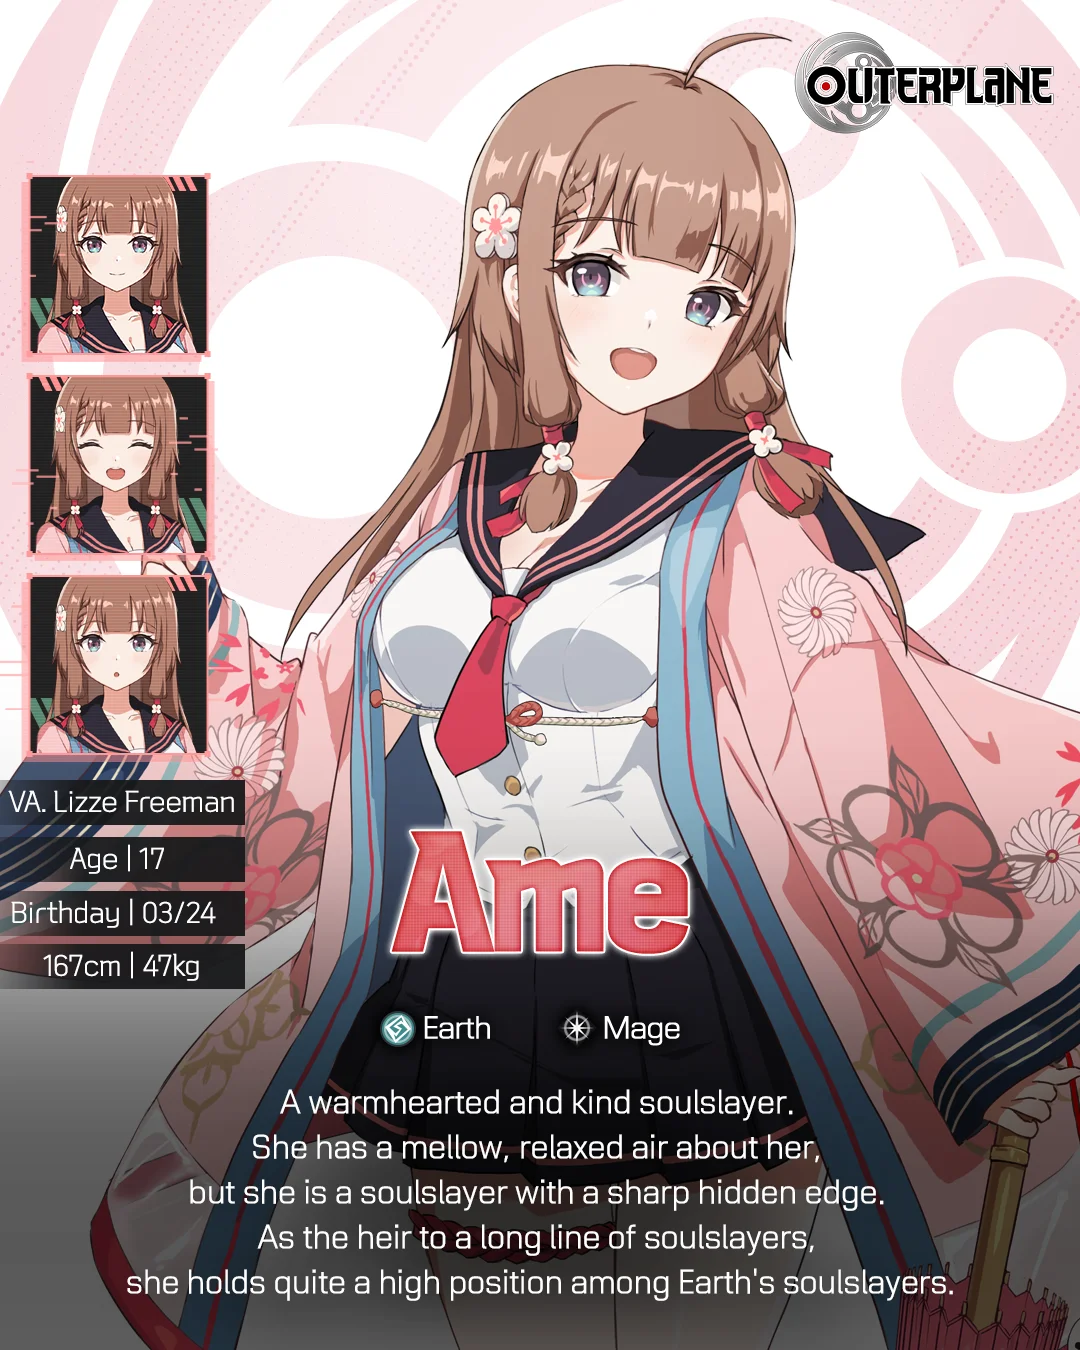 OUTERPLANE
VA. Lizze Freeman
Age | 17
Birthday | 03/24
167cm | 47kg
Ame
Earth
Mage
A warmhearted and kind soulslayer.
She has a mellow, relaxed air about her,
but she is a soulslayer with a sharp hidden edge.
As the heir to a long line of soulslayers,
she holds quite a high position among Earth's soulslayers.